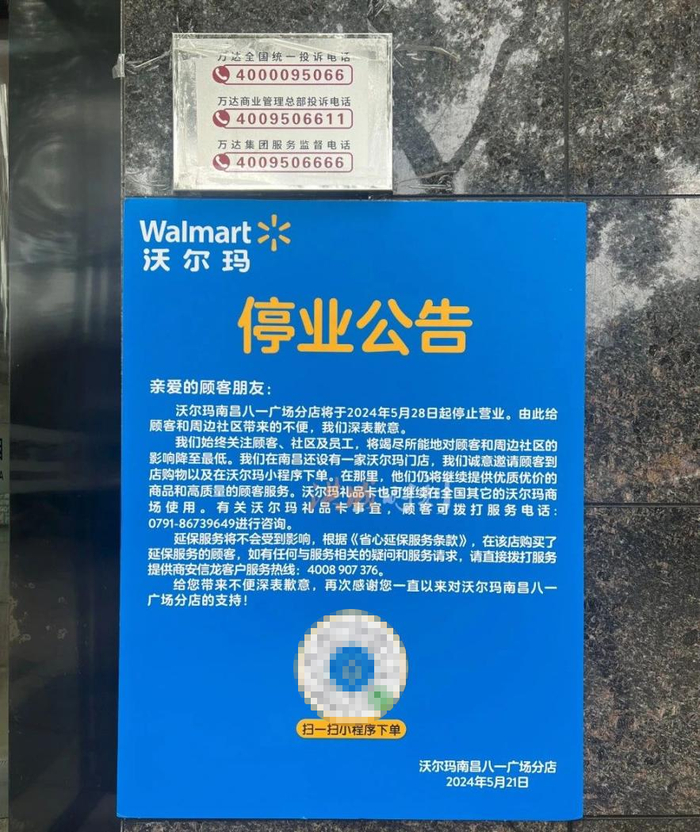 万达全国统一投诉电话
4000095066
万达商业管理总部投诉电话
4009506611
万达集团服务监督电话
4009506666
Walmart
沃尔玛
停业公告
亲爱的顾客朋友：
沃尔玛南昌八一广场分店将于2024年5月28日起停止营业。由此给
顾客和周边社区带来的不便，我们深表歉意。
我们始终关注顾客、社区及员工，将竭尽所能地对顾客和周边社区的
影响降至最低。我们在南昌还设有一家沃尔玛门店，我们诚意邀请顾客到
店购物以及在沃尔玛小程序下单。在那里，他们仍将继续提供优质优价的
商品和高质量的顾客服务。沃尔玛礼品卡也可继续在全国其它的沃尔玛商
场使用。有关沃尔玛礼品卡事宜，顾客可拨打服务电话：
0791-86739649进行咨询。
延保服务将不会受到影响，根据《省心延保服务条款》，在该店购买了
延保服务的顾客，如有任何与服务相关的疑问和服务请求，请直接拨打服务
提供商安信龙客户服务热线：4008 907 376。
给您带来不便深表歉意，再次感谢您一直以来对沃尔玛南昌八一
广场分店的支持！
扫一扫小程序下单
沃尔玛南昌八一广场分店
2024年5月21日